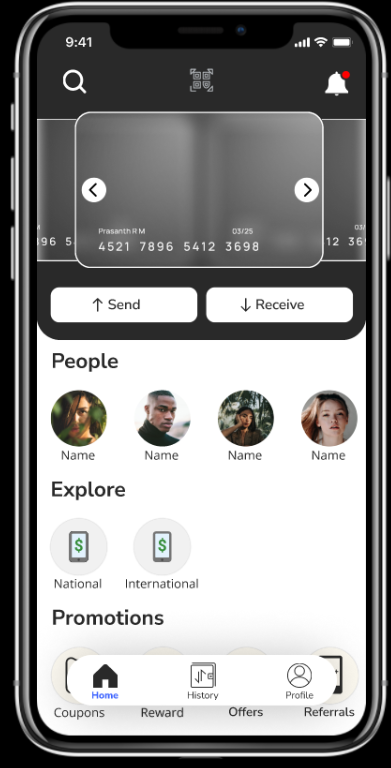 9:41
Prasanth R M 03/25 03/
196 5 4521 7896 5412 3698 12 36
↑ Send ↓ Receive
People
Name Name Name Name
Explore
$ $
National International
Promotions
Home History Profile
Coupons Reward Offers Referrals